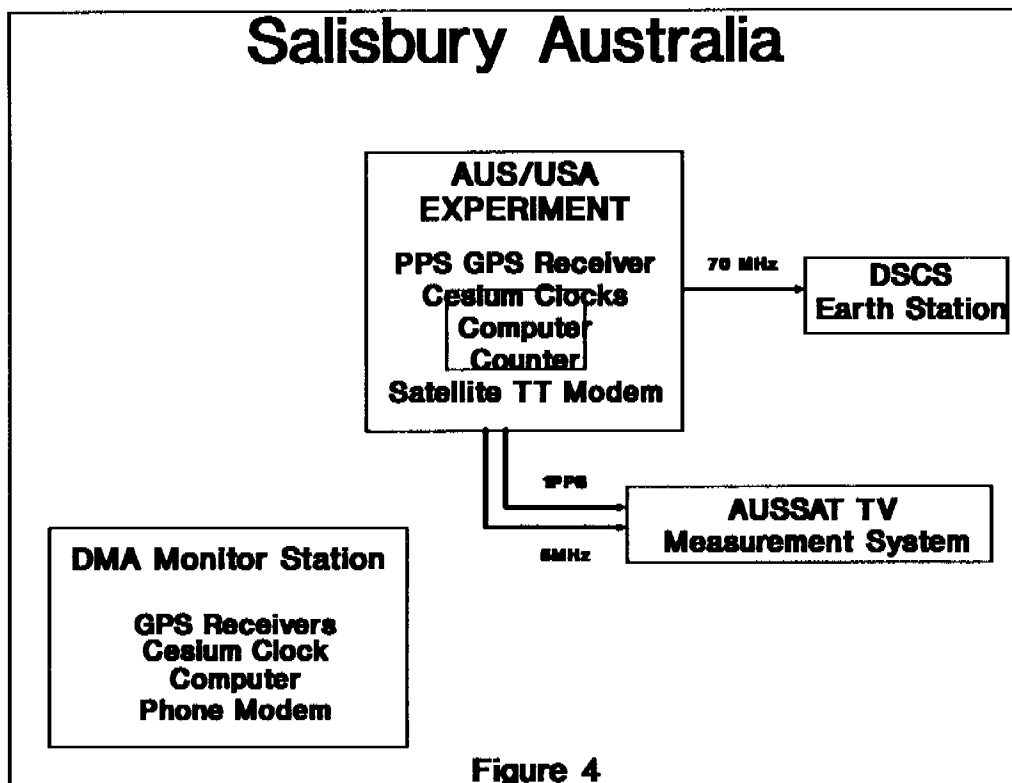 Salisbury Australia
AUS/USA
EXPERIMENT
PPS GPS Receiver
Cesium Clocks
Computer
Counter
Satellite TT Modem
70 MHz
DSCS
Earth Station
1PPS
5MHz
AUSSAT TV
Measurement System
DMA Monitor Station
GPS Receivers
Cesium Clock
Computer
Phone Modem
Figure 4